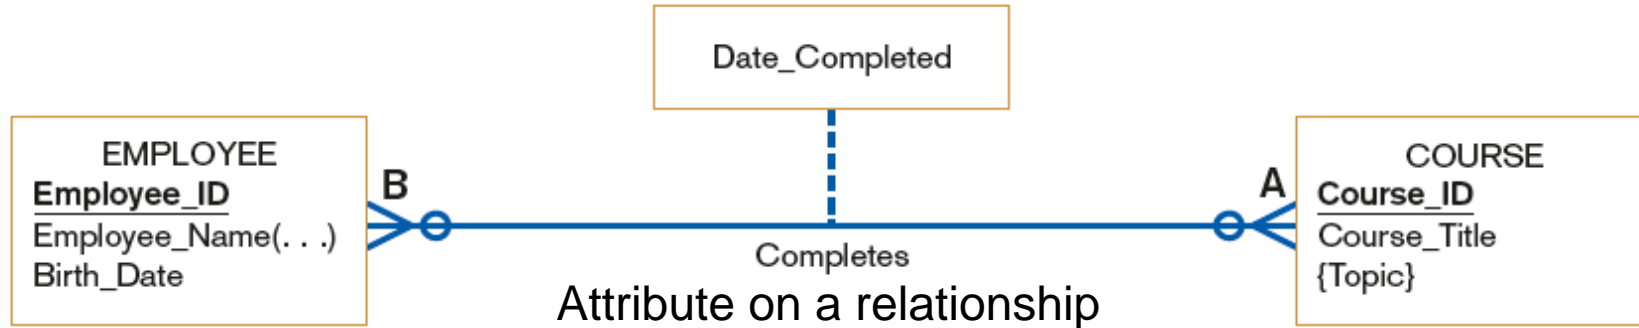 Date_Completed
EMPLOYEE
Employee_ID
Employee_Name(. . .)
Birth_Date
B
Completes
A
COURSE
Course_ID
Course_Title
{Topic}
Attribute on a relationship